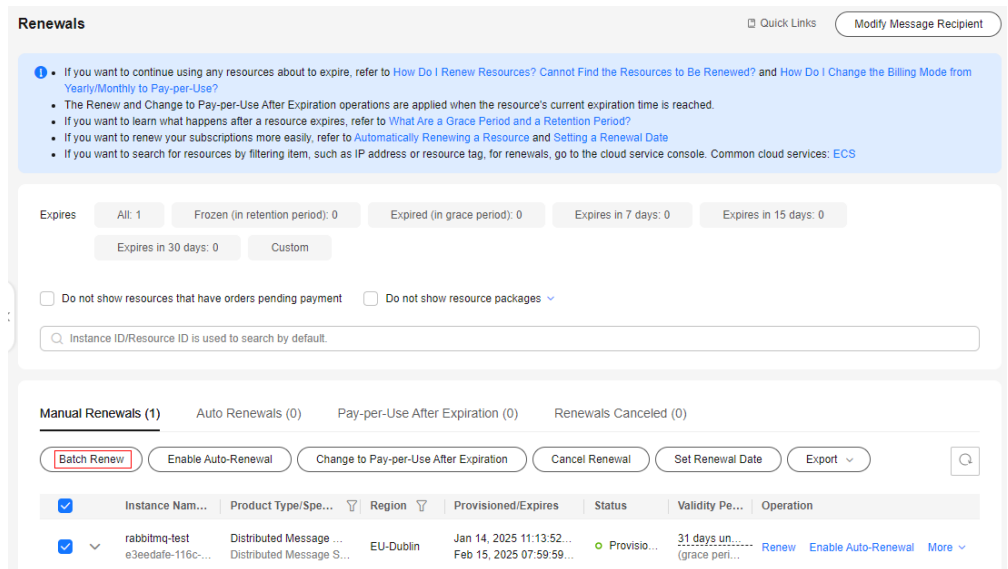 Renewals
Quick Links
Modify Message Recipient
If you want to continue using any resources about to expire, refer to How Do I Renew Resources? Cannot Find the Resources to Be Renewed? and How Do I Change the Billing Mode from
Yearly/Monthly to Pay-per-Use?
The Renew and Change to Pay-per-Use After Expiration operations are applied when the resource's current expiration time is reached.
If you want to learn what happens after a resource expires, refer to What Are a Grace Period and a Retention Period?
If you want to renew your subscriptions more easily, refer to Automatically Renewing a Resource and Setting a Renewal Date
If you want to search for resources by filtering item, such as IP address or resource tag, for renewals, go to the cloud service console. Common cloud services: ECS
Expires
All: 1
Frozen (in retention period): 0
Expired (in grace period): 0
Expires in 7 days: 0
Expires in 15 days: 0
Expires in 30 days: 0
Custom
Do not show resources that have orders pending payment
Do not show resource packages
Instance ID/Resource ID is used to search by default.
Manual Renewals (1)
Auto Renewals (0)
Pay-per-Use After Expiration (0)
Renewals Canceled (0)
Batch Renew
Enable Auto-Renewal
Change to Pay-per-Use After Expiration
Cancel Renewal
Set Renewal Date
Export
Instance Nam...
Product Type/Spe...
Region
Provisioned/Expires
Status
Validity Pe...
Operation
rabbitmq-test
e3eedafe-116c-...
Distributed Message ...
Distributed Message S...
EU-Dublin
Jan 14, 2025 11:13:52...
Feb 15, 2025 07:59:59...
Provisio...
31 days un...
(grace peri...
Renew
Enable Auto-Renewal
More